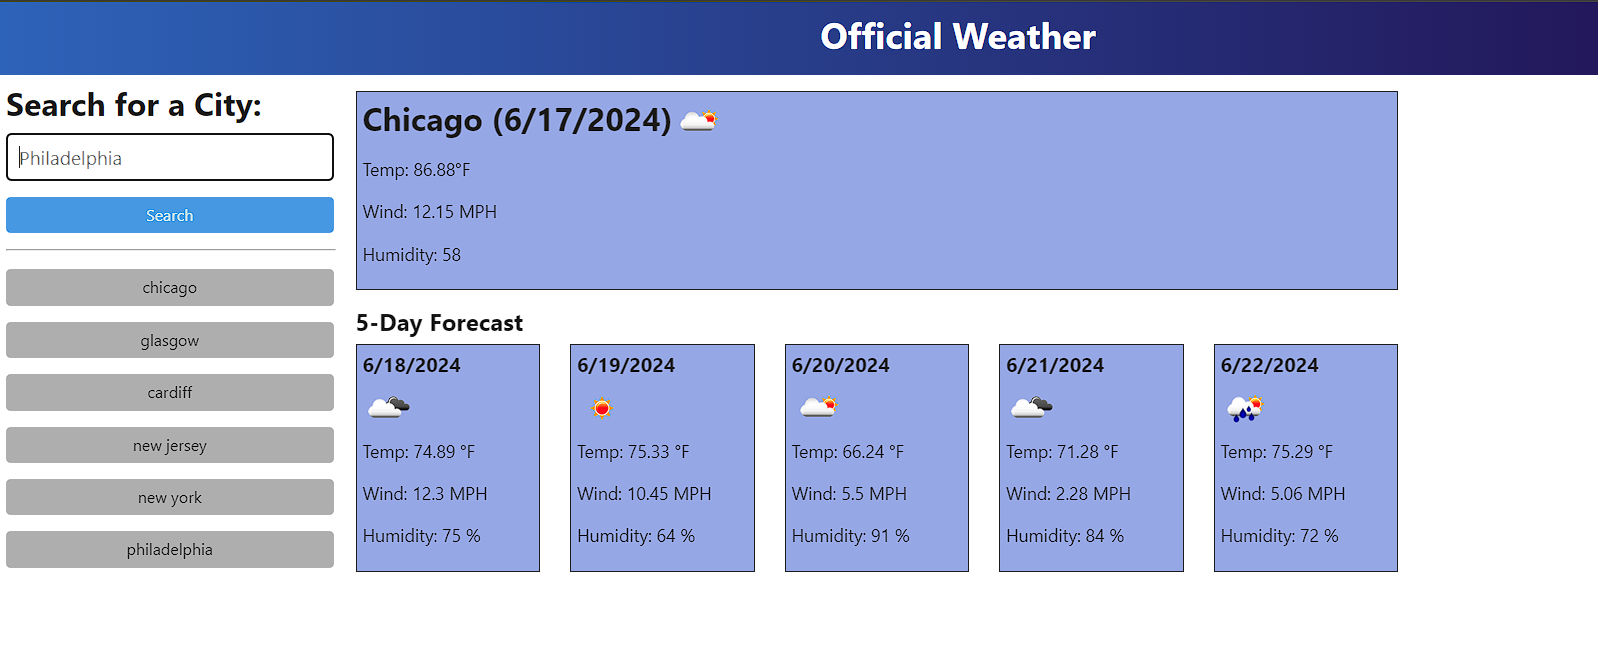 Official Weather
Search for a City:
Philadelphia
Search
chicago
glasgow
cardiff
new jersey
new york
philadelphia
Chicago (6/17/2024)
Temp: 86.88°F
Wind: 12.15 MPH
Humidity: 58
5-Day Forecast
6/18/2024
Temp: 74.89 °F
Wind: 12.3 MPH
Humidity: 75 %
6/19/2024
Temp: 75.33 °F
Wind: 10.45 MPH
Humidity: 64 %
6/20/2024
Temp: 66.24 °F
Wind: 5.5 MPH
Humidity: 91 %
6/21/2024
Temp: 71.28 °F
Wind: 2.28 MPH
Humidity: 84 %
6/22/2024
Temp: 75.29 °F
Wind: 5.06 MPH
Humidity: 72 %